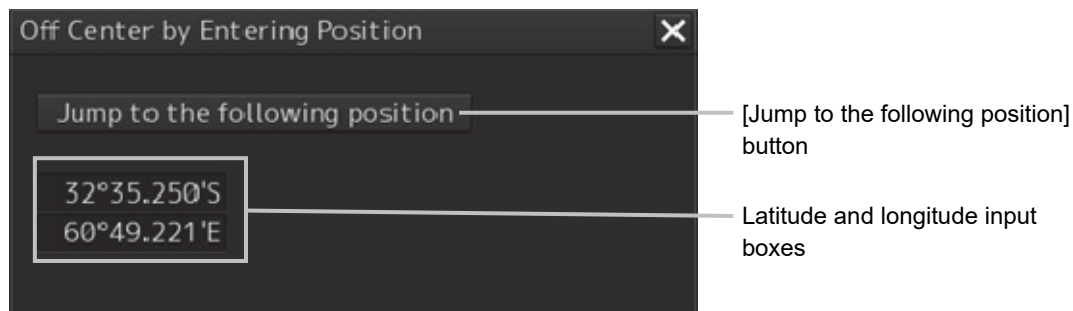 Off Center by Entering Position
Jump to the following position
[Jump to the following position]
button
32°35.250'S
60°49.221'E
Latitude and longitude input
boxes